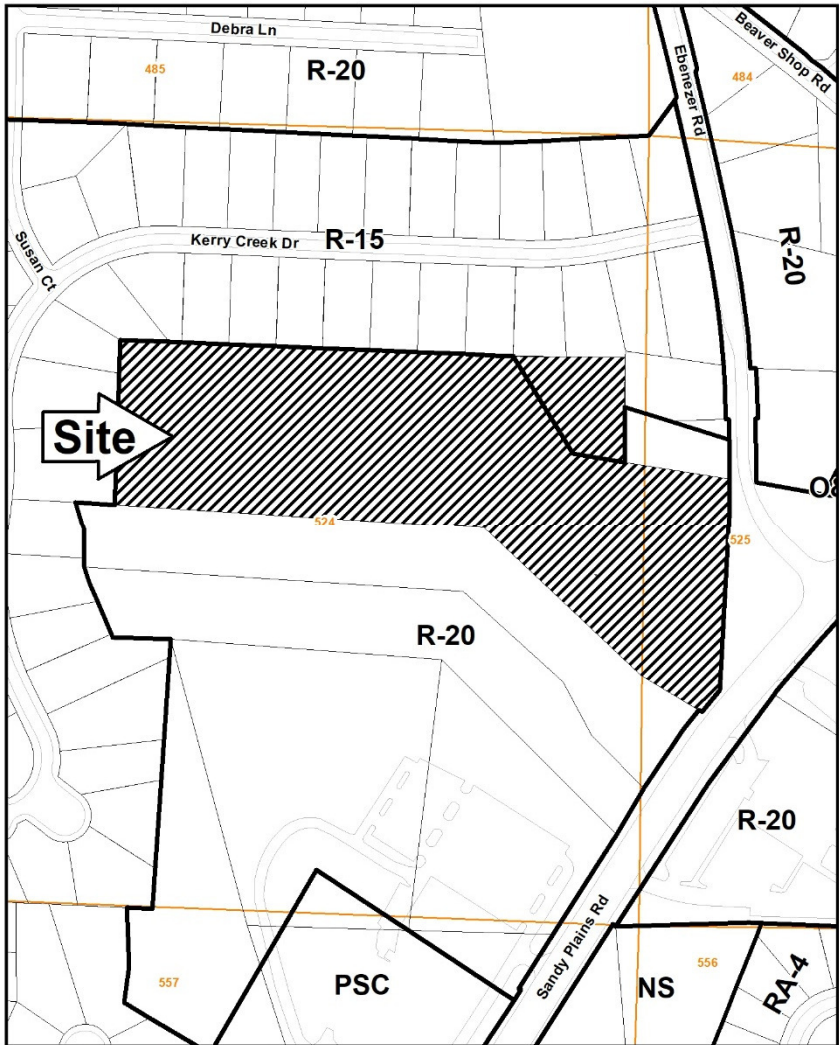 Debra Ln
485
R-20
484
Beaver Shop Rd
Ebenezer Rd
Kerry Creek Dr
R-15
R-20
Susan Ct
Site
524
525
R-20
R-20
Sandy Plains Rd
557
PSC
NS
556
RA-4